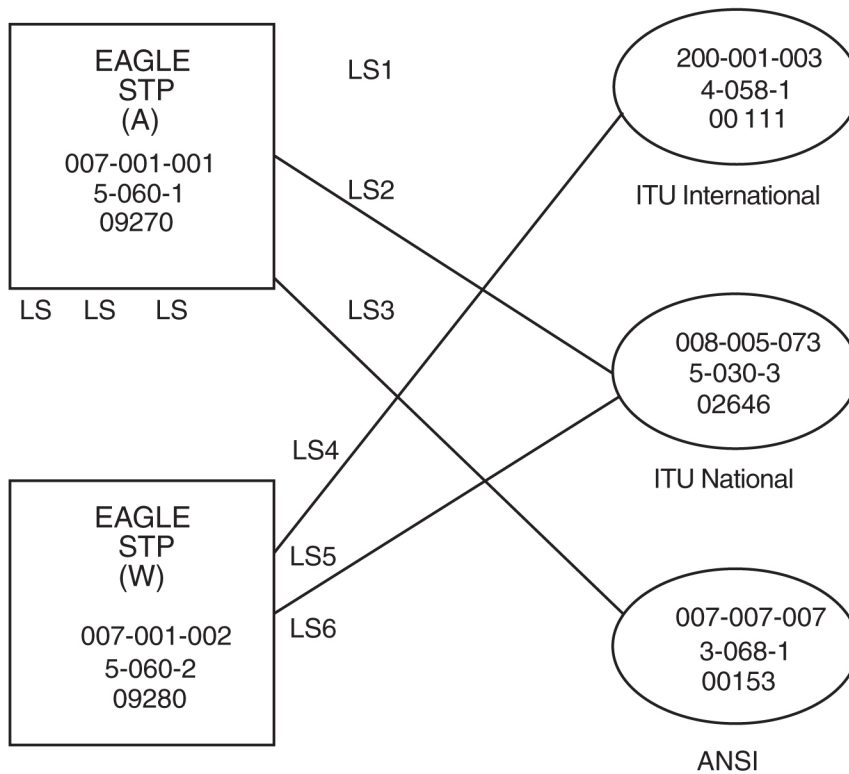 EAGLE
STP
(A)
007-001-001
5-060-1
09270
LS LS LS
LS1
LS2
LS3
LS4
LS5
LS6
EAGLE
STP
(W)
007-001-002
5-060-2
09280
200-001-003
4-058-1
00 111
ITU International
008-005-073
5-030-3
02646
ITU National
007-007-007
3-068-1
00153
ANSI